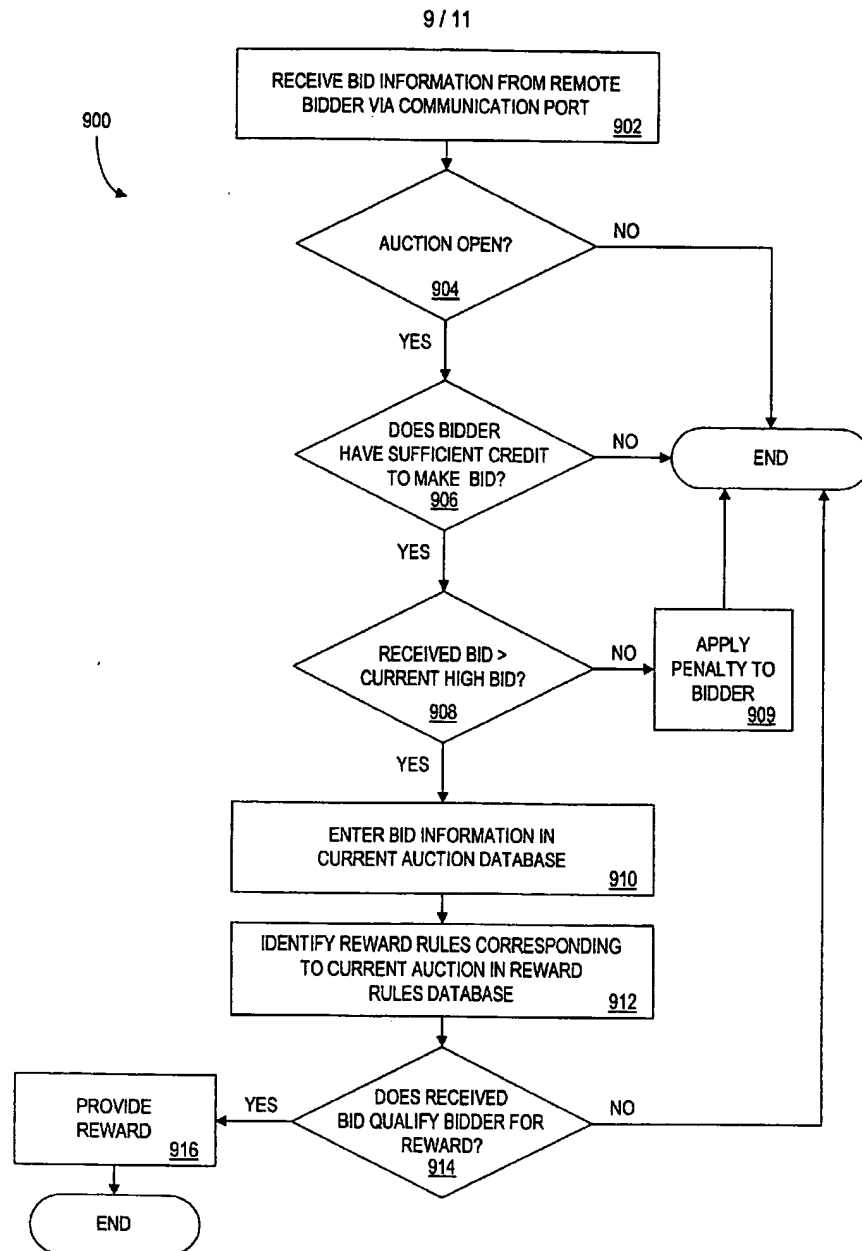 9 / 11
RECEIVE BID INFORMATION FROM REMOTE
BIDDER VIA COMMUNICATION PORT
902
900
AUCTION OPEN?
904
NO
YES
DOES BIDDER
HAVE SUFFICIENT CREDIT
TO MAKE BID?
906
NO
END
YES
RECEIVED BID >
CURRENT HIGH BID?
908
NO
APPLY
PENALTY TO
BIDDER
909
YES
ENTER BID INFORMATION IN
CURRENT AUCTION DATABASE
910
IDENTIFY REWARD RULES CORRESPONDING
TO CURRENT AUCTION IN REWARD
RULES DATABASE
912
DOES RECEIVED
BID QUALIFY BIDDER FOR
REWARD?
914
YES
NO
PROVIDE
REWARD
916
END